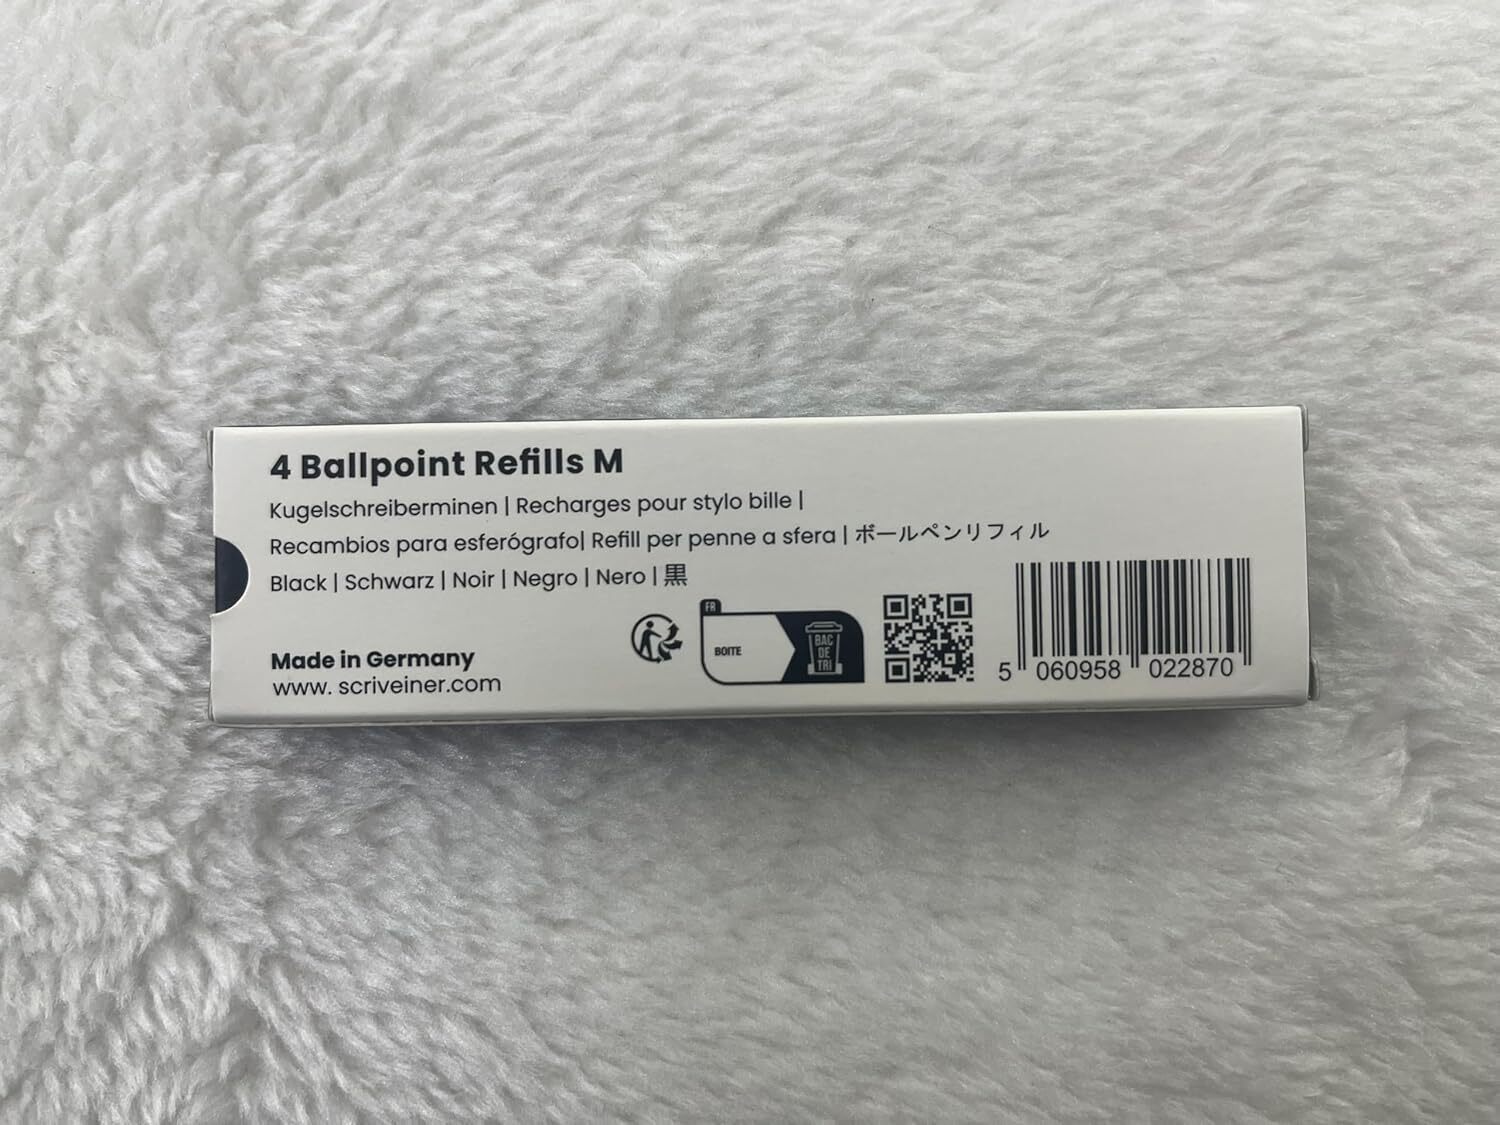 4 Ballpoint Refills M
Kugelschreiberminen | Recharges pour stylo bille |
Recambios para esferógrafo| Refill per penne a sfera | ボールペンリフィル
Black | Schwarz | Noir | Negro | Nero | 黒
Made in Germany
www. scriveiner.com
FR
BOITE
BAC
DE
TRI
5 060958 022870